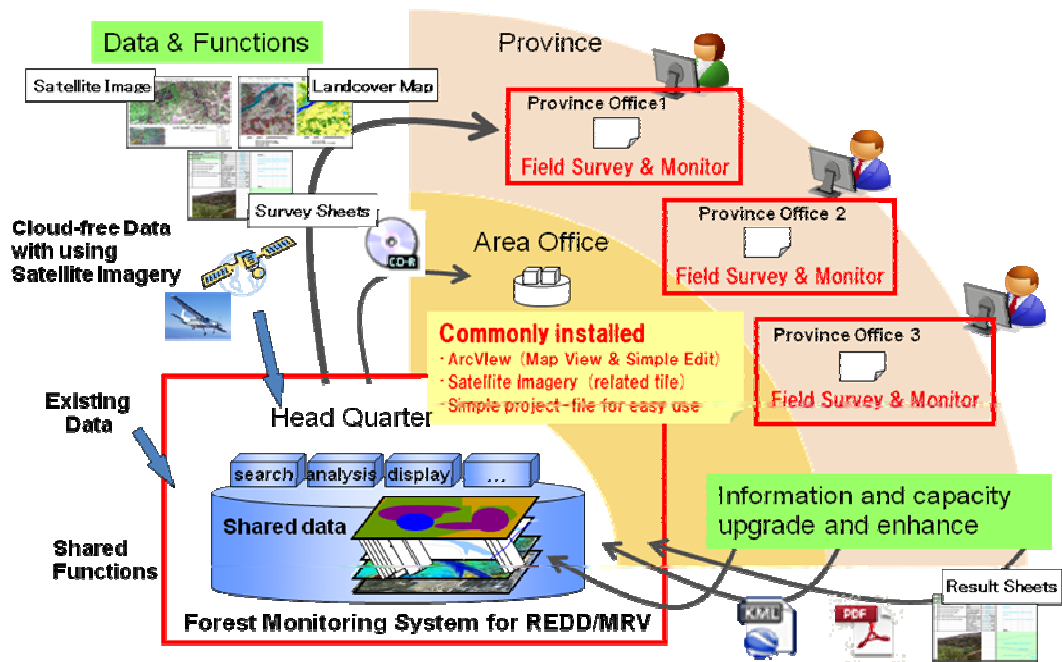 Data & Functions
Satellite Image
Landcover Map
Survey Sheets
Cloud-free Data
with using
Satellite Imagery
CD-R
Province
Province Office1
Field Survey & Monitor
Province Office 2
Field Survey & Monitor
Province Office 3
Field Survey & Monitor
Area Office
Commonly installed
・ArcView (Map View & Simple Edit)
・Satellite Imagery (related tile)
・Simple project-file for easy use
Existing
Data
Head Quarter
search
analysis
display
...
Shared data
Shared
Functions
Forest Monitoring System for REDD/MRV
Information and capacity
upgrade and enhance
KML
PDF
Result Sheets